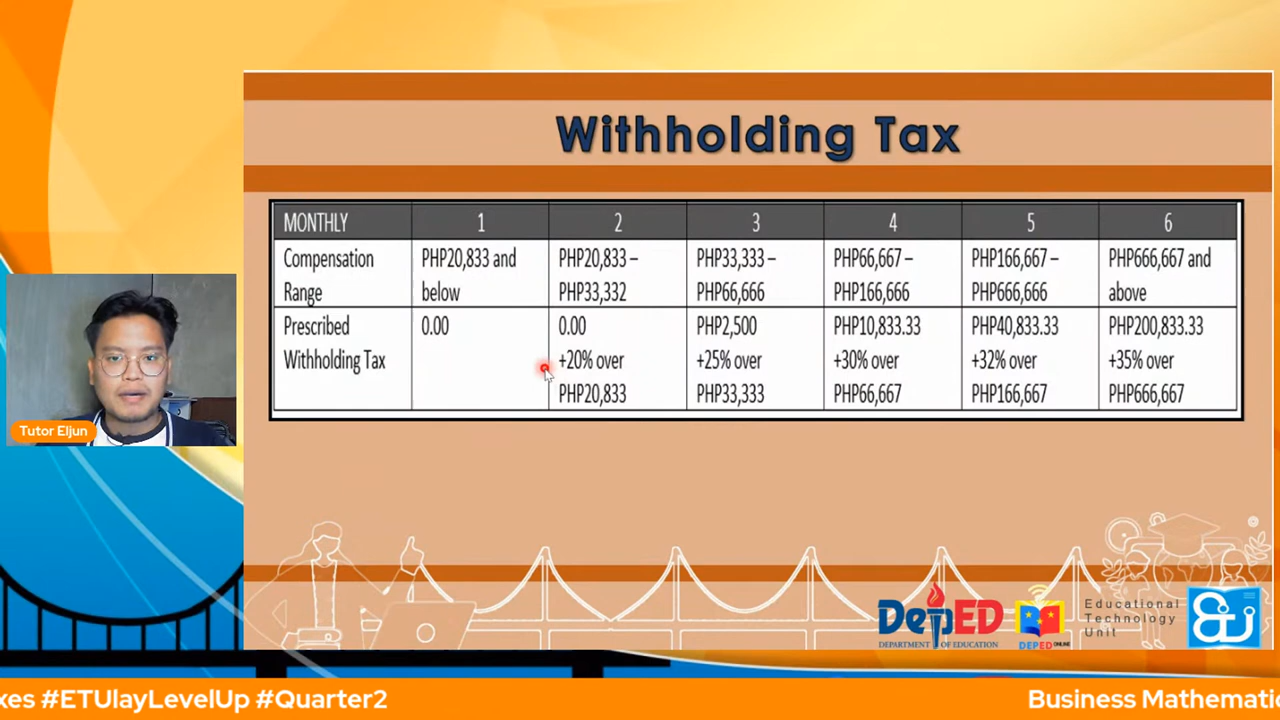 Withholding Tax
MONTHLY 1 2 3 4 5 6
Compensation PHP20,833 and PHP20,833 – PHP33,333 – PHP66,667 – PHP166,667 – PHP666,667 and
Range below PHP33,332 PHP66,666 PHP166,666 PHP666,666 above
Prescribed 0.00 0.00 PHP2,500 PHP10,833.33 PHP40,833.33 PHP200,833.33
Withholding Tax +20% over +25% over +30% over +32% over +35% over
PHP20,833 PHP33,333 PHP66,667 PHP166,667 PHP666,667
Tutor Eljun
DepED
DEPARTMENT OF EDUCATION
DEPED ONLINE
Educational
Technology
Unit
xes #ETUlayLevelUp #Quarter2
Business Mathematic